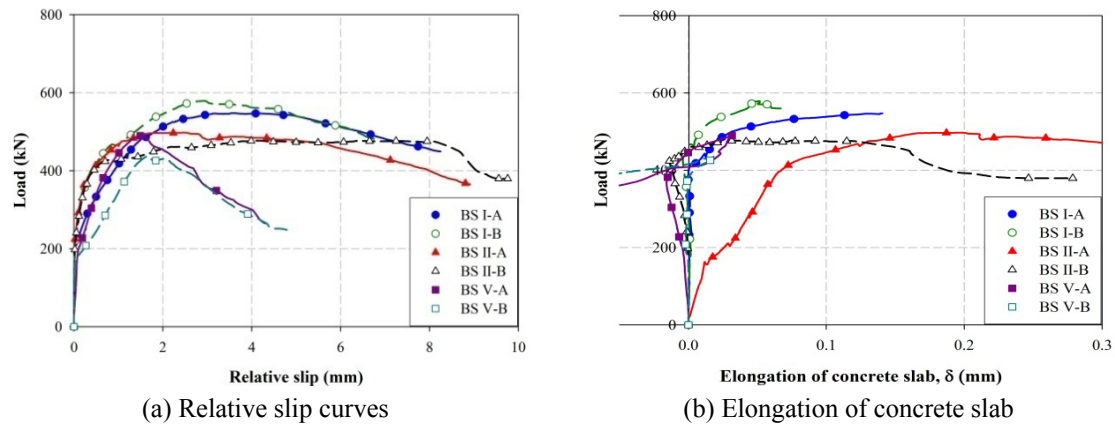 800
600
400
200
0
Load (kN)
0 2 4 6 8 10
Relative slip (mm)
BS I-A
BS I-B
BS II-A
BS II-B
BS V-A
BS V-B
(a) Relative slip curves
800
600
400
200
0
Load (kN)
0.0 0.1 0.2 0.3
Elongation of concrete slab, δ (mm)
BS I-A
BS I-B
BS II-A
BS II-B
BS V-A
BS V-B
(b) Elongation of concrete slab